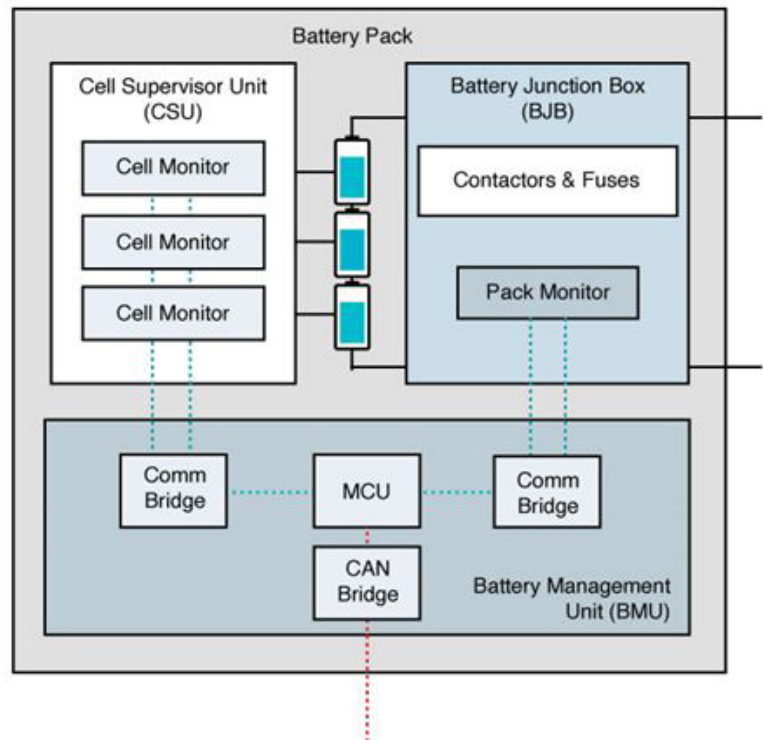 Battery Pack
Cell Supervisor Unit
(CSU)
Cell Monitor
Cell Monitor
Cell Monitor
Battery Junction Box
(BJB)
Contactors & Fuses
Pack Monitor
Comm
Bridge
MCU
Comm
Bridge
CAN
Bridge
Battery Management
Unit (BMU)